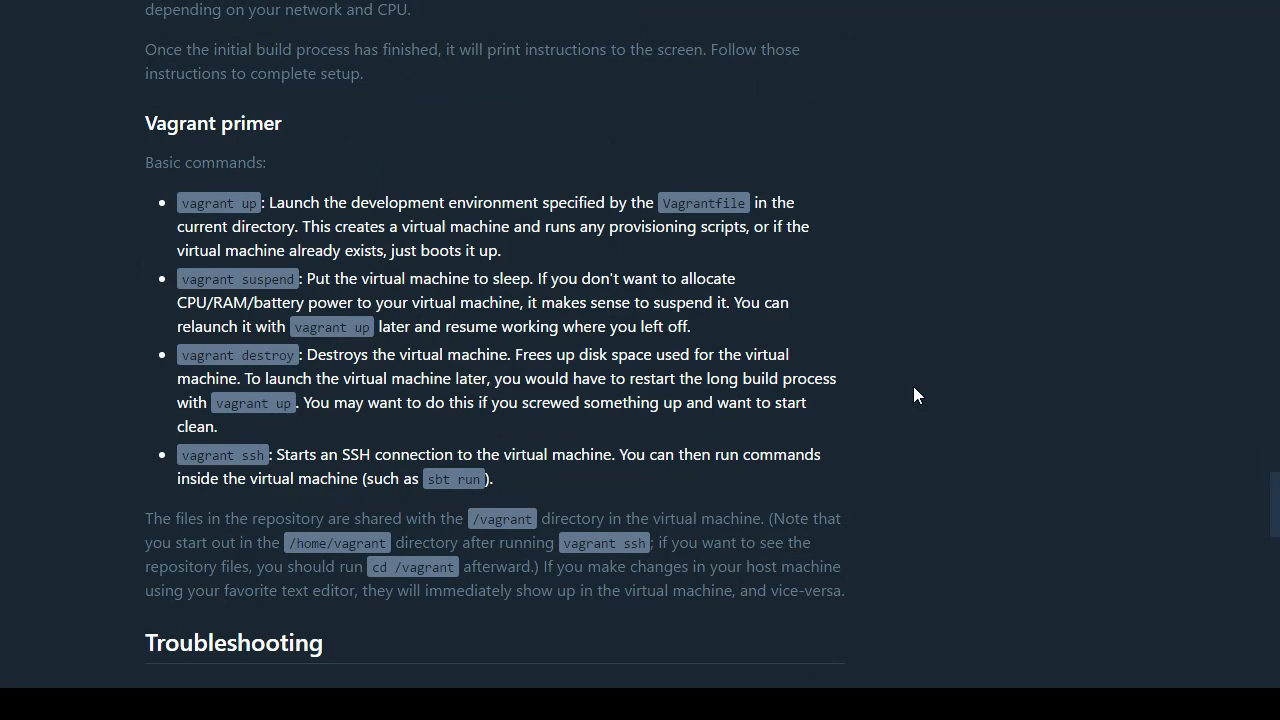 depending on your network and CPU.
Once the initial build process has finished, it will print instructions to the screen. Follow those
instructions to complete setup.
Vagrant primer
Basic commands:
vagrant up: Launch the development environment specified by the Vagrantfile in the
current directory. This creates a virtual machine and runs any provisioning scripts, or if the
virtual machine already exists, just boots it up.
vagrant suspend: Put the virtual machine to sleep. If you don't want to allocate
CPU/RAM/battery power to your virtual machine, it makes sense to suspend it. You can
relaunch it with vagrant up later and resume working where you left off.
vagrant destroy: Destroys the virtual machine. Frees up disk space used for the virtual
machine. To launch the virtual machine later, you would have to restart the long build process
with vagrant up. You may want to do this if you screwed something up and want to start
clean.
vagrant ssh: Starts an SSH connection to the virtual machine. You can then run commands
inside the virtual machine (such as sbt run).
The files in the repository are shared with the /vagrant directory in the virtual machine. (Note that
you start out in the /home/vagrant directory after running vagrant ssh; if you want to see the
repository files, you should run cd /vagrant afterward.) If you make changes in your host machine
using your favorite text editor, they will immediately show up in the virtual machine, and vice-versa.
Troubleshooting